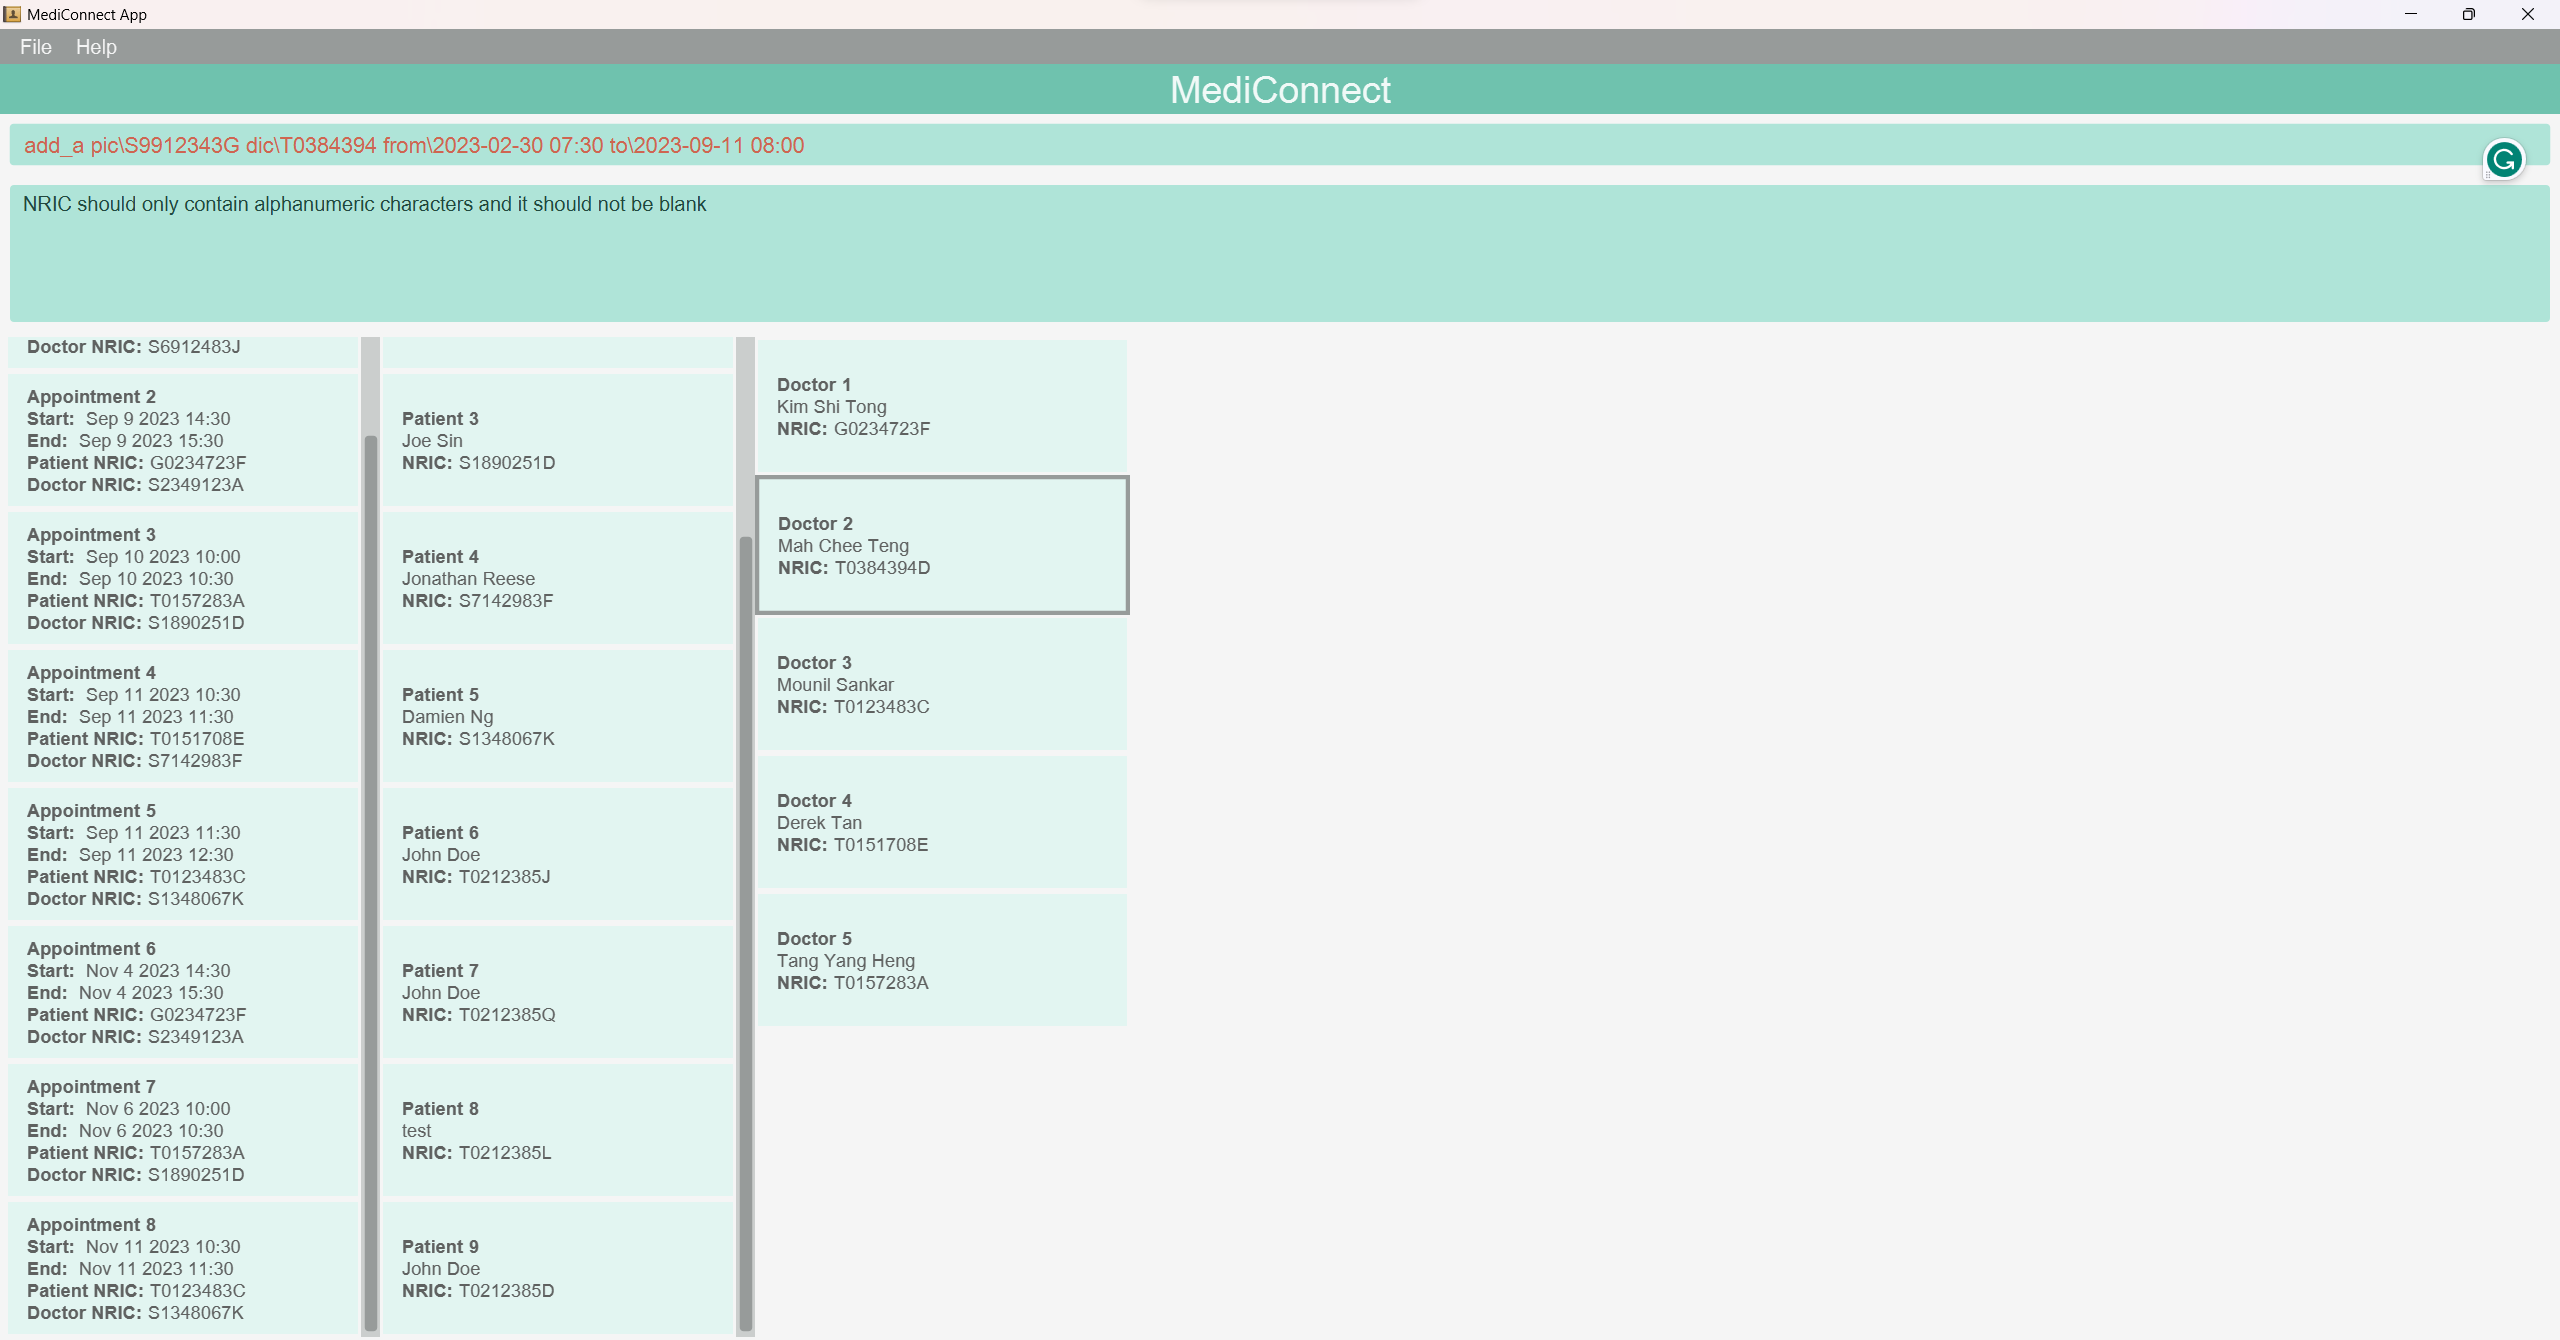 MediConnect App
File Help
MediConnect
add_a pic\S9912343G dic\T0384394 from\2023-02-30 07:30 to\2023-09-11 08:00
NRIC should only contain alphanumeric characters and it should not be blank
Doctor NRIC: S6912483J
Appointment 2
Start: Sep 9 2023 14:30
End: Sep 9 2023 15:30
Patient NRIC: G0234723F
Doctor NRIC: S2349123A
Appointment 3
Start: Sep 10 2023 10:00
End: Sep 10 2023 10:30
Patient NRIC: T0157283A
Doctor NRIC: S1890251D
Appointment 4
Start: Sep 11 2023 10:30
End: Sep 11 2023 11:30
Patient NRIC: T0151708E
Doctor NRIC: S7142983F
Appointment 5
Start: Sep 11 2023 11:30
End: Sep 11 2023 12:30
Patient NRIC: T0123483C
Doctor NRIC: S1348067K
Appointment 6
Start: Nov 4 2023 14:30
End: Nov 4 2023 15:30
Patient NRIC: G0234723F
Doctor NRIC: S2349123A
Appointment 7
Start: Nov 6 2023 10:00
End: Nov 6 2023 10:30
Patient NRIC: T0157283A
Doctor NRIC: S1890251D
Appointment 8
Start: Nov 11 2023 10:30
End: Nov 11 2023 11:30
Patient NRIC: T0123483C
Doctor NRIC: S1348067K
Patient 3
Joe Sin
NRIC: S1890251D
Patient 4
Jonathan Reese
NRIC: S7142983F
Patient 5
Damien Ng
NRIC: S1348067K
Patient 6
John Doe
NRIC: T0212385J
Patient 7
John Doe
NRIC: T0212385Q
Patient 8
test
NRIC: T0212385L
Patient 9
John Doe
NRIC: T0212385D
Doctor 1
Kim Shi Tong
NRIC: G0234723F
Doctor 2
Mah Chee Teng
NRIC: T0384394D
Doctor 3
Mounil Sankar
NRIC: T0123483C
Doctor 4
Derek Tan
NRIC: T0151708E
Doctor 5
Tang Yang Heng
NRIC: T0157283A